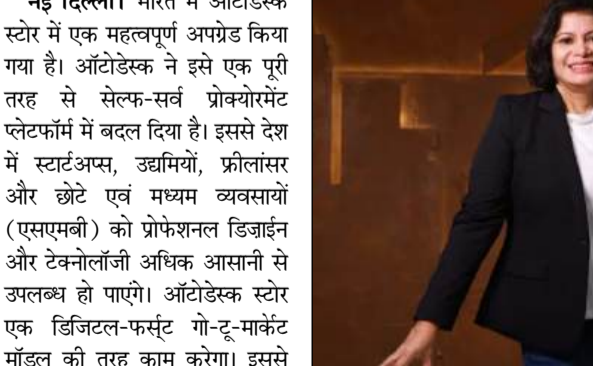 नई दिल्ली। भारत में ऑटोडेस्क
स्टोर में एक महत्वपूर्ण अपग्रेड किया
गया है। ऑटोडेस्क ने इसे एक पूरी
तरह से सेल्फ-सर्व प्रोक्योरमेंट
प्लेटफॉर्म में बदल दिया है। इससे देश
में स्टार्टअप्स, उद्यमियों, फ्रीलांसर
और छोटे एवं मध्यम व्यवसायों
(एसएमबी) को प्रोफेशनल डिज़ाईन
और टेक्नोलॉजी अधिक आसानी से
उपलब्ध हो पाएंगे। ऑटोडेस्क स्टोर
एक डिजिटल-फर्स्ट गो-टू-मार्केट
मॉडल की तरह काम करेगा। इससे